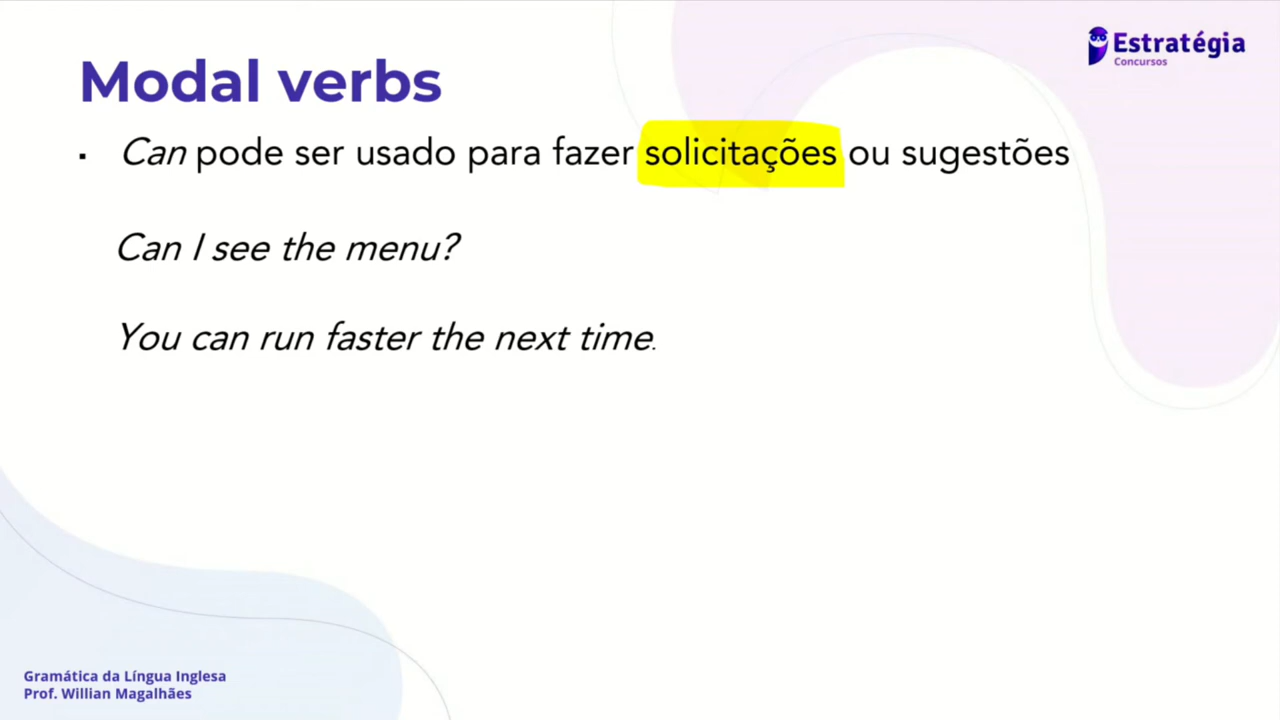 Estratégia
Concursos
Modal verbs
▪ Can pode ser usado para fazer solicitações ou sugestões
Can I see the menu?
You can run faster the next time.
Gramática da Língua Inglesa
Prof. Willian Magalhães